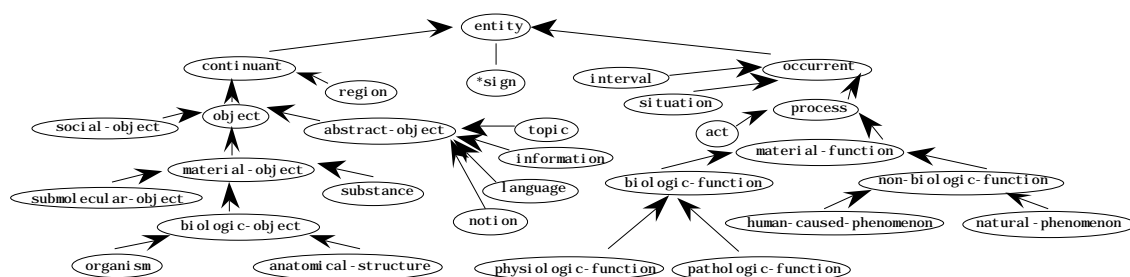 entity
continuant
occurrent
*sign
interval
region
situation
process
object
social-object
abstract-object
topic
act
information
material-function
material-object
substance
language
biologic-function
non-biologic-function
submolecular-object
notion
biologic-object
human-caused-phenomenon
natural-phenomenon
organism
anatomical-structure
physiologic-function
pathologic-function